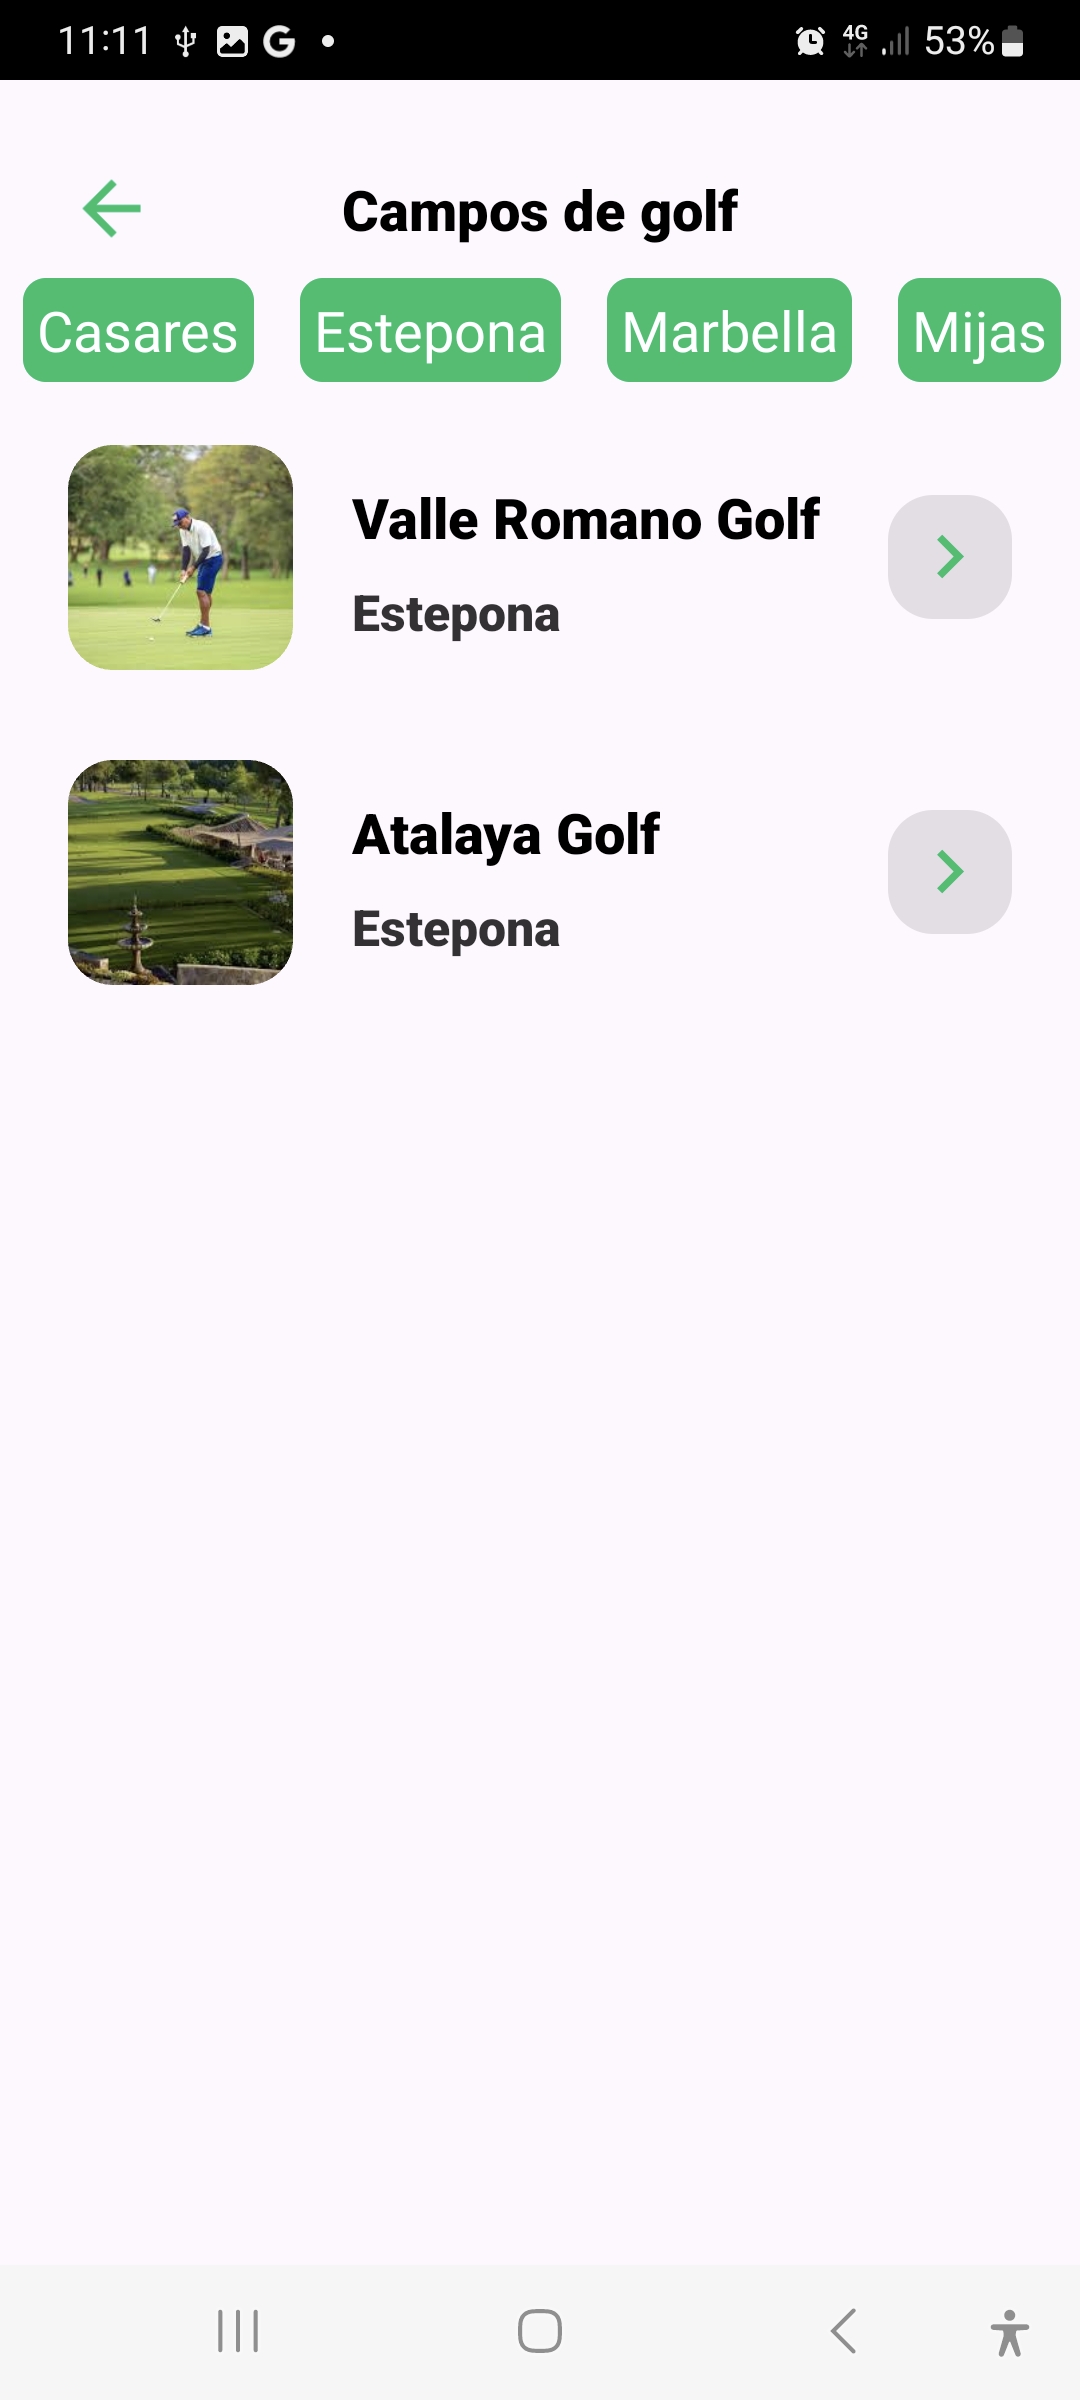 11:11 G 4G 53%
Campos de golf
Casares Estepona Marbella Mijas
Valle Romano Golf
Estepona
Atalaya Golf
Estepona